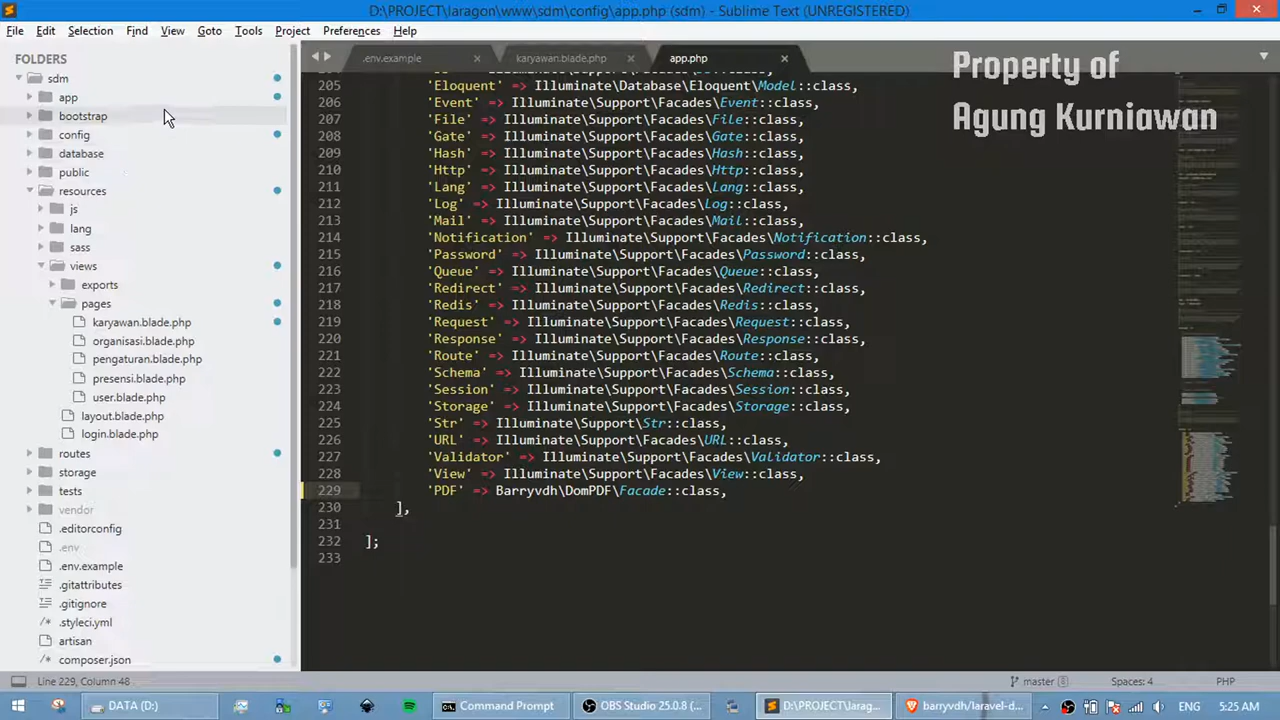 D:\PROJECT\laragon\www\sdm\config\app.php (sdm) - Sublime Text (UNREGISTERED)
File Edit Selection Find View Goto Tools Project Preferences Help
FOLDERS
sdm
app
bootstrap
config
database
public
resources
js
lang
sass
views
exports
pages
karyawan.blade.php
organisasi.blade.php
pengaturan.blade.php
presensi.blade.php
user.blade.php
layout.blade.php
login.blade.php
routes
storage
tests
vendor
.editorconfig
.env
.env.example
.gitattributes
.gitignore
.styleci.yml
artisan
composer.json
.env.example karyawan.blade.php app.php
Property of
Agung Kurniawan
205 'Eloquent' => Illuminate\Database\Eloquent\Model::class,
206 'Event' => Illuminate\Support\Facades\Event::class,
207 'File' => Illuminate\Support\Facades\File::class,
208 'Gate' => Illuminate\Support\Facades\Gate::class,
209 'Hash' => Illuminate\Support\Facades\Hash::class,
210 'Http' => Illuminate\Support\Facades\Http::class,
211 'Lang' => Illuminate\Support\Facades\Lang::class,
212 'Log' => Illuminate\Support\Facades\Log::class,
213 'Mail' => Illuminate\Support\Facades\Mail::class,
214 'Notification' => Illuminate\Support\Facades\Notification::class,
215 'Password' => Illuminate\Support\Facades\Password::class,
216 'Queue' => Illuminate\Support\Facades\Queue::class,
217 'Redirect' => Illuminate\Support\Facades\Redirect::class,
218 'Redis' => Illuminate\Support\Facades\Redis::class,
219 'Request' => Illuminate\Support\Facades\Request::class,
220 'Response' => Illuminate\Support\Facades\Response::class,
221 'Route' => Illuminate\Support\Facades\Route::class,
222 'Schema' => Illuminate\Support\Facades\Schema::class,
223 'Session' => Illuminate\Support\Facades\Session::class,
224 'Storage' => Illuminate\Support\Facades\Storage::class,
225 'Str' => Illuminate\Support\Str::class,
226 'URL' => Illuminate\Support\Facades\URL::class,
227 'Validator' => Illuminate\Support\Facades\Validator::class,
228 'View' => Illuminate\Support\Facades\View::class,
229 'PDF' => Barryvdh\DomPDF\Facade::class,
230 ],
231
232 ];
233
Line 229, Column 48 master 8 Spaces: 4 PHP
DATA (D:) Command Prompt OBS Studio 25.0.8 (... D:\PROJECT\larag... barryvdh/laravel-d... 5:25 AM